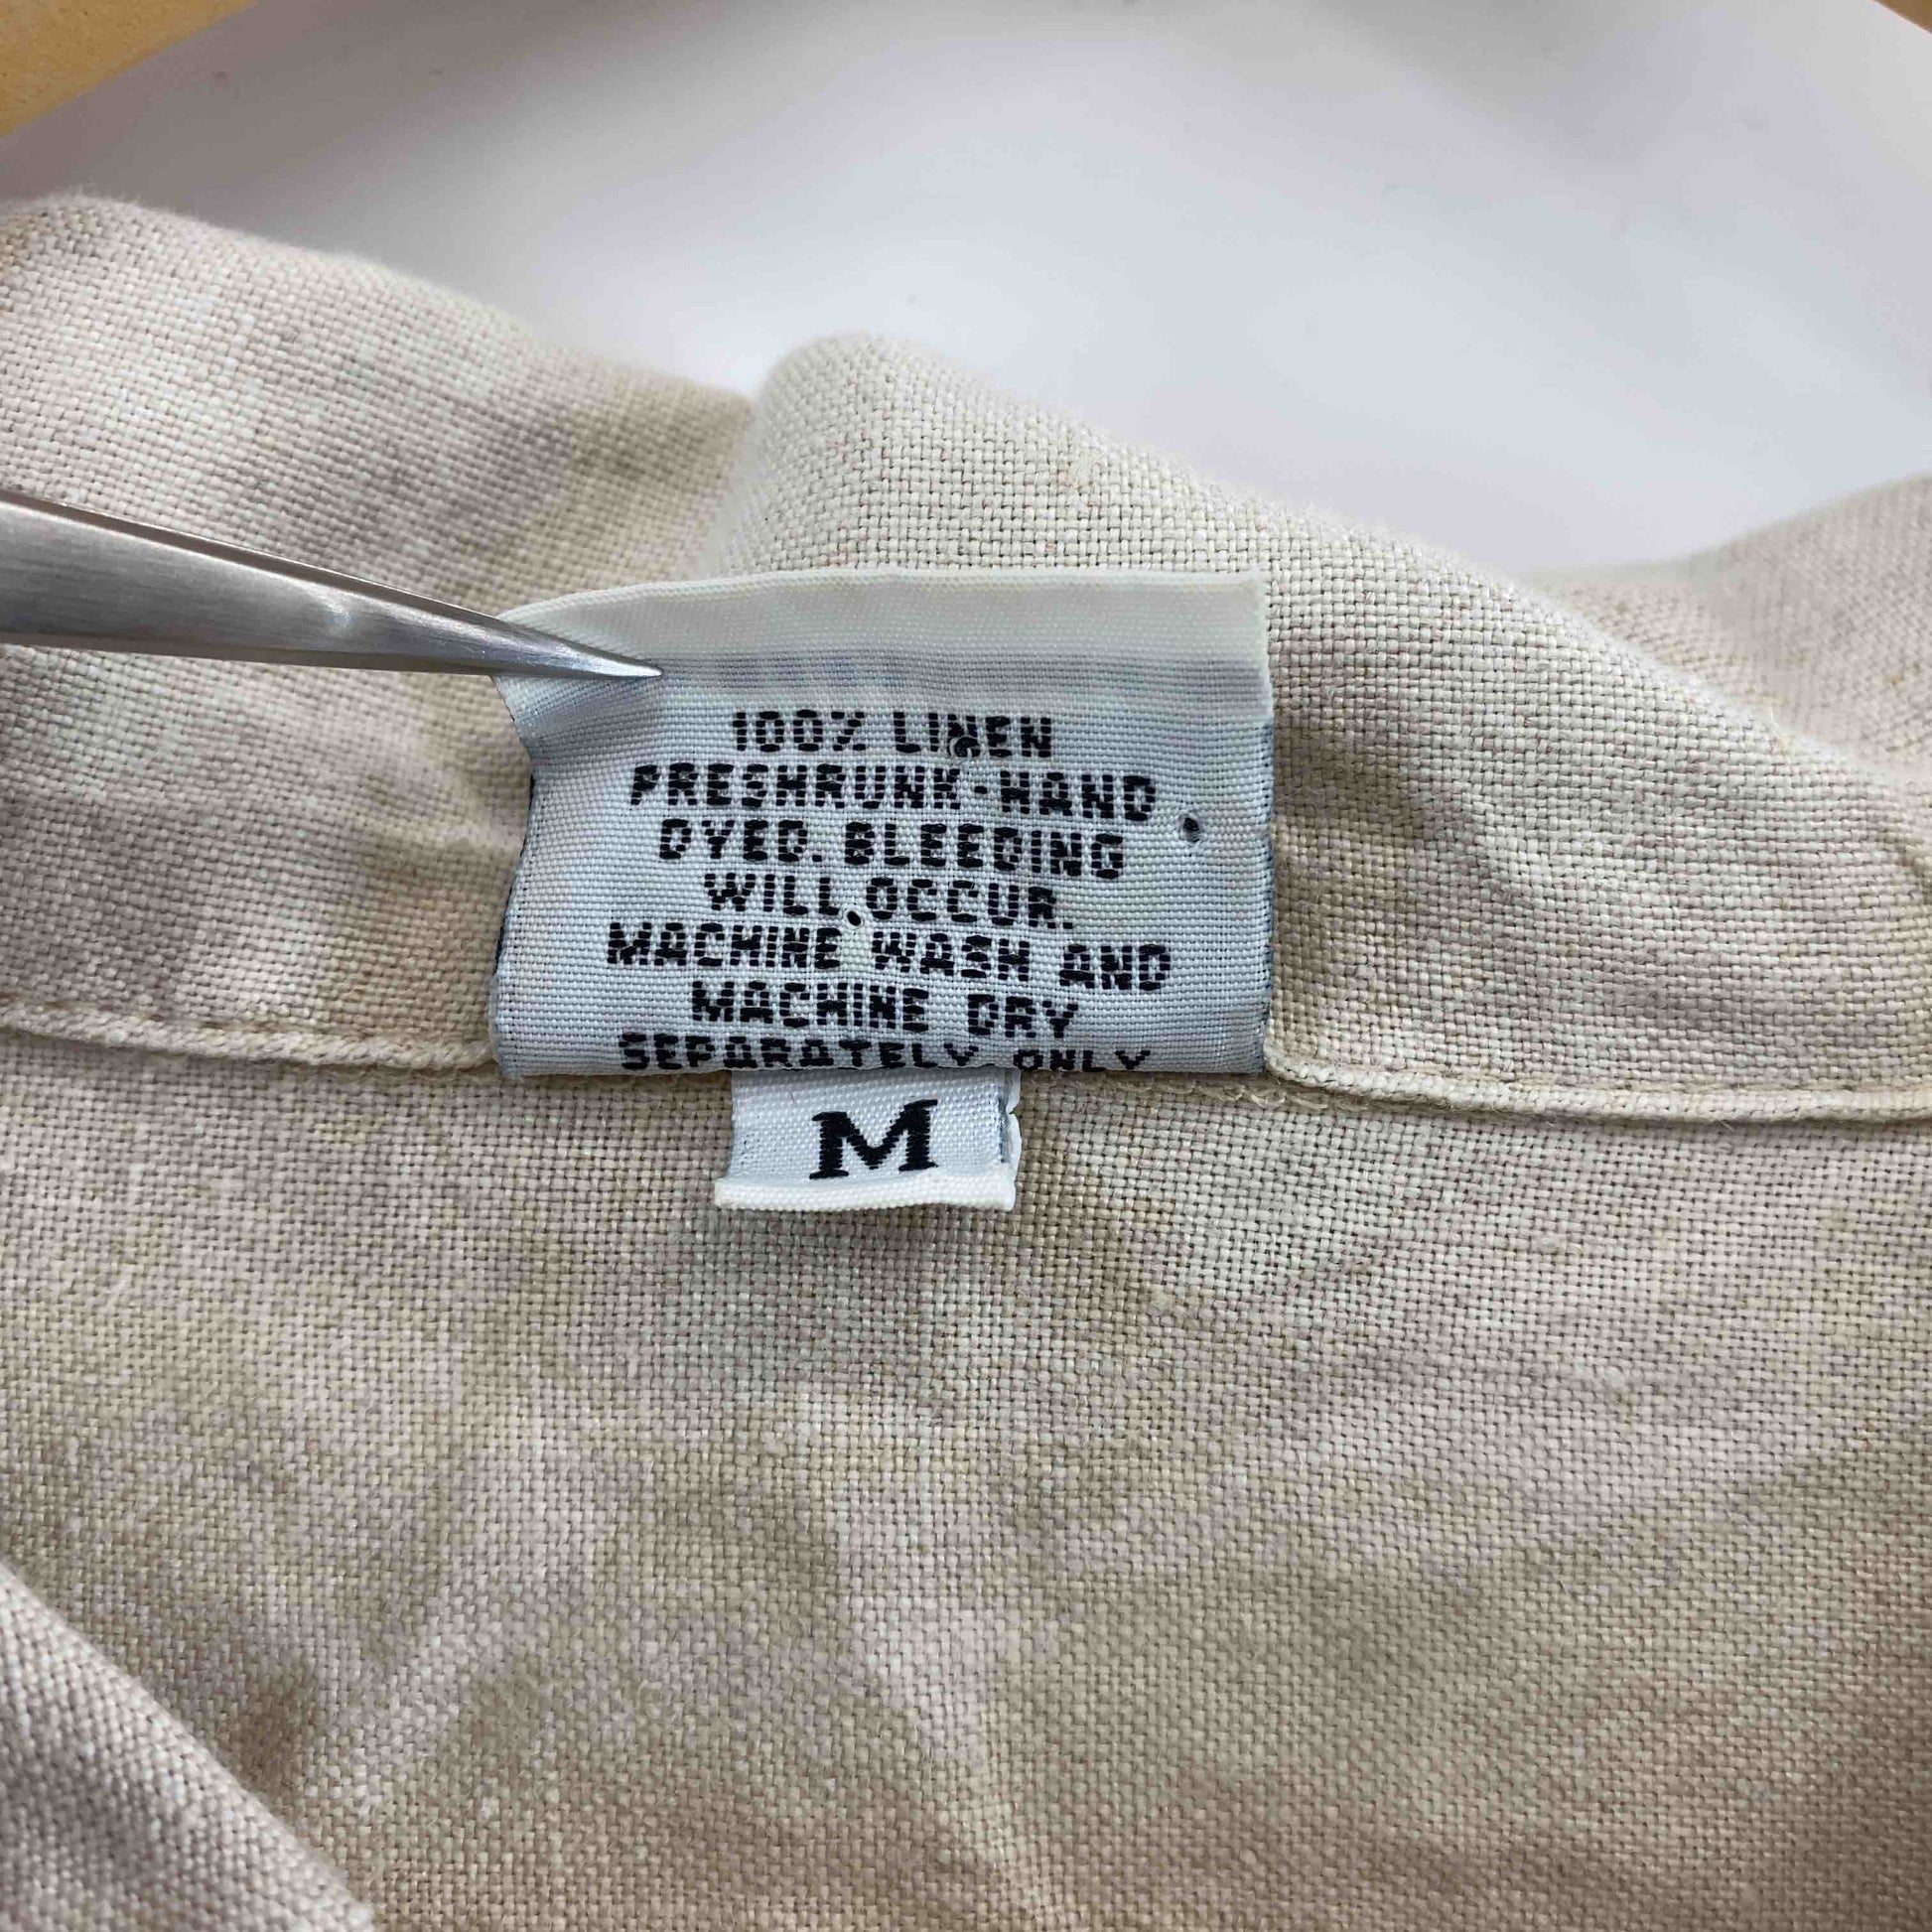 100% LINEN
PRESHRUNK-HAND
DYED. BLEEDING
WILL OCCUR.
MACHINE WASH AND
MACHINE DRY
SEPARATELY ONLY
M